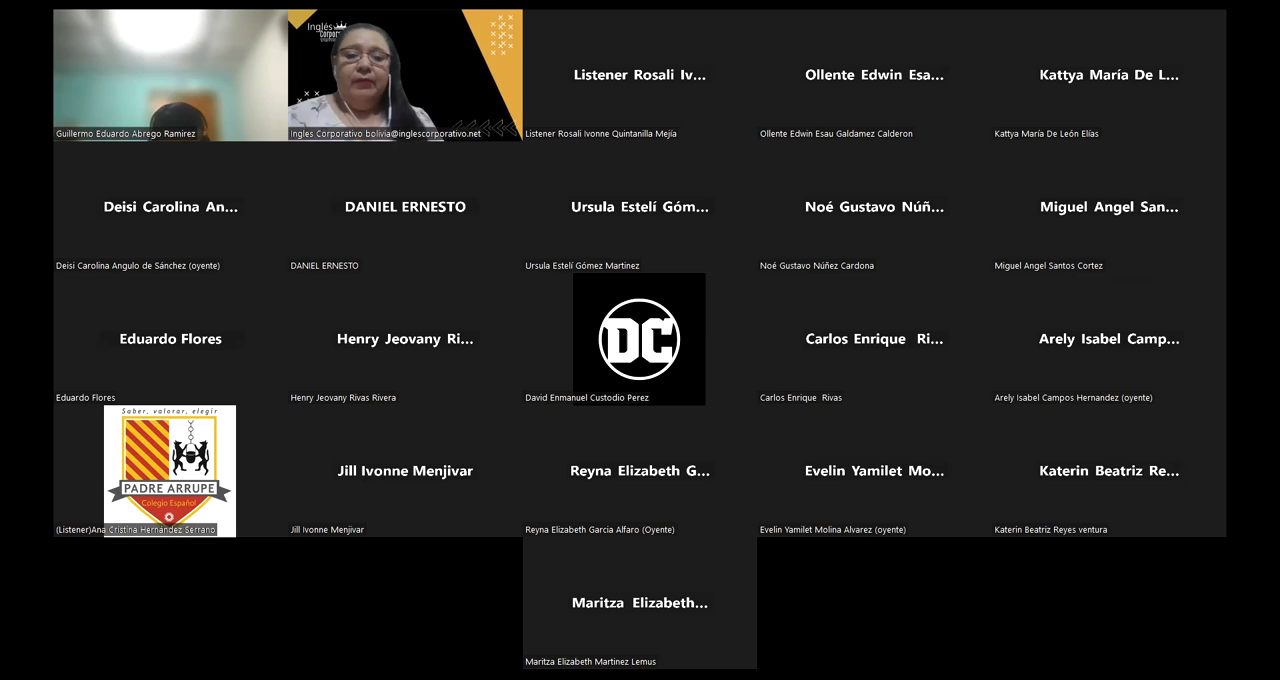 Inglés
Corpor
Guillermo Eduardo Abrego Ramirez
Ingles Corporativo bolivia@inglescorporativo.net
Listener Rosali Iv...
Listener Rosali Ivonne Quintanilla Mejía
Ollente Edwin Esa...
Ollente Edwin Esau Galdamez Calderon
Kattya María De L...
Kattya María De León Elías
Deisi Carolina An...
Deisi Carolina Angulo de Sánchez (oyente)
DANIEL ERNESTO
DANIEL ERNESTO
Ursula Estelí Góm...
Ursula Estelí Gómez Martinez
Noé Gustavo Núñ...
Noé Gustavo Núñez Cardona
Miguel Angel San...
Miguel Angel Santos Cortez
Eduardo Flores
Eduardo Flores
Henry Jeovany Ri...
Henry Jeovany Rivas Rivera
DC
David Enmanuel Custodio Perez
Carlos Enrique Ri...
Carlos Enrique Rivas
Arely Isabel Camp...
Arely Isabel Campos Hernandez (oyente)
Saber, valorar, elegir
PADRE ARRUPE
Colegio Español
(Listener)Ana Cristina Hernández Serrano
Jill Ivonne Menjivar
Jill Ivonne Menjivar
Reyna Elizabeth G...
Reyna Elizabeth Garcia Alfaro (Oyente)
Evelin Yamilet Mo...
Evelin Yamilet Molina Alvarez (oyente)
Katerin Beatriz Re...
Katerin Beatriz Reyes ventura
Maritza Elizabeth...
Maritza Elizabeth Martinez Lemus